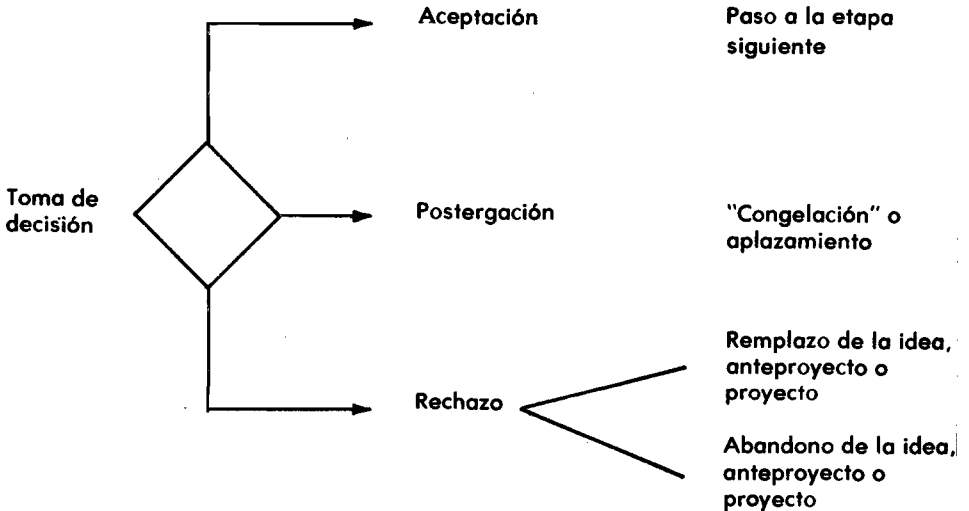 Aceptación
Paso a la etapa
siguiente
Toma de
decisión
Postergación
"Congelación" o
aplazamiento
Rechazo
Remplazo de la idea,
anteproyecto o
proyecto
Abandono de la idea,
anteproyecto o
proyecto